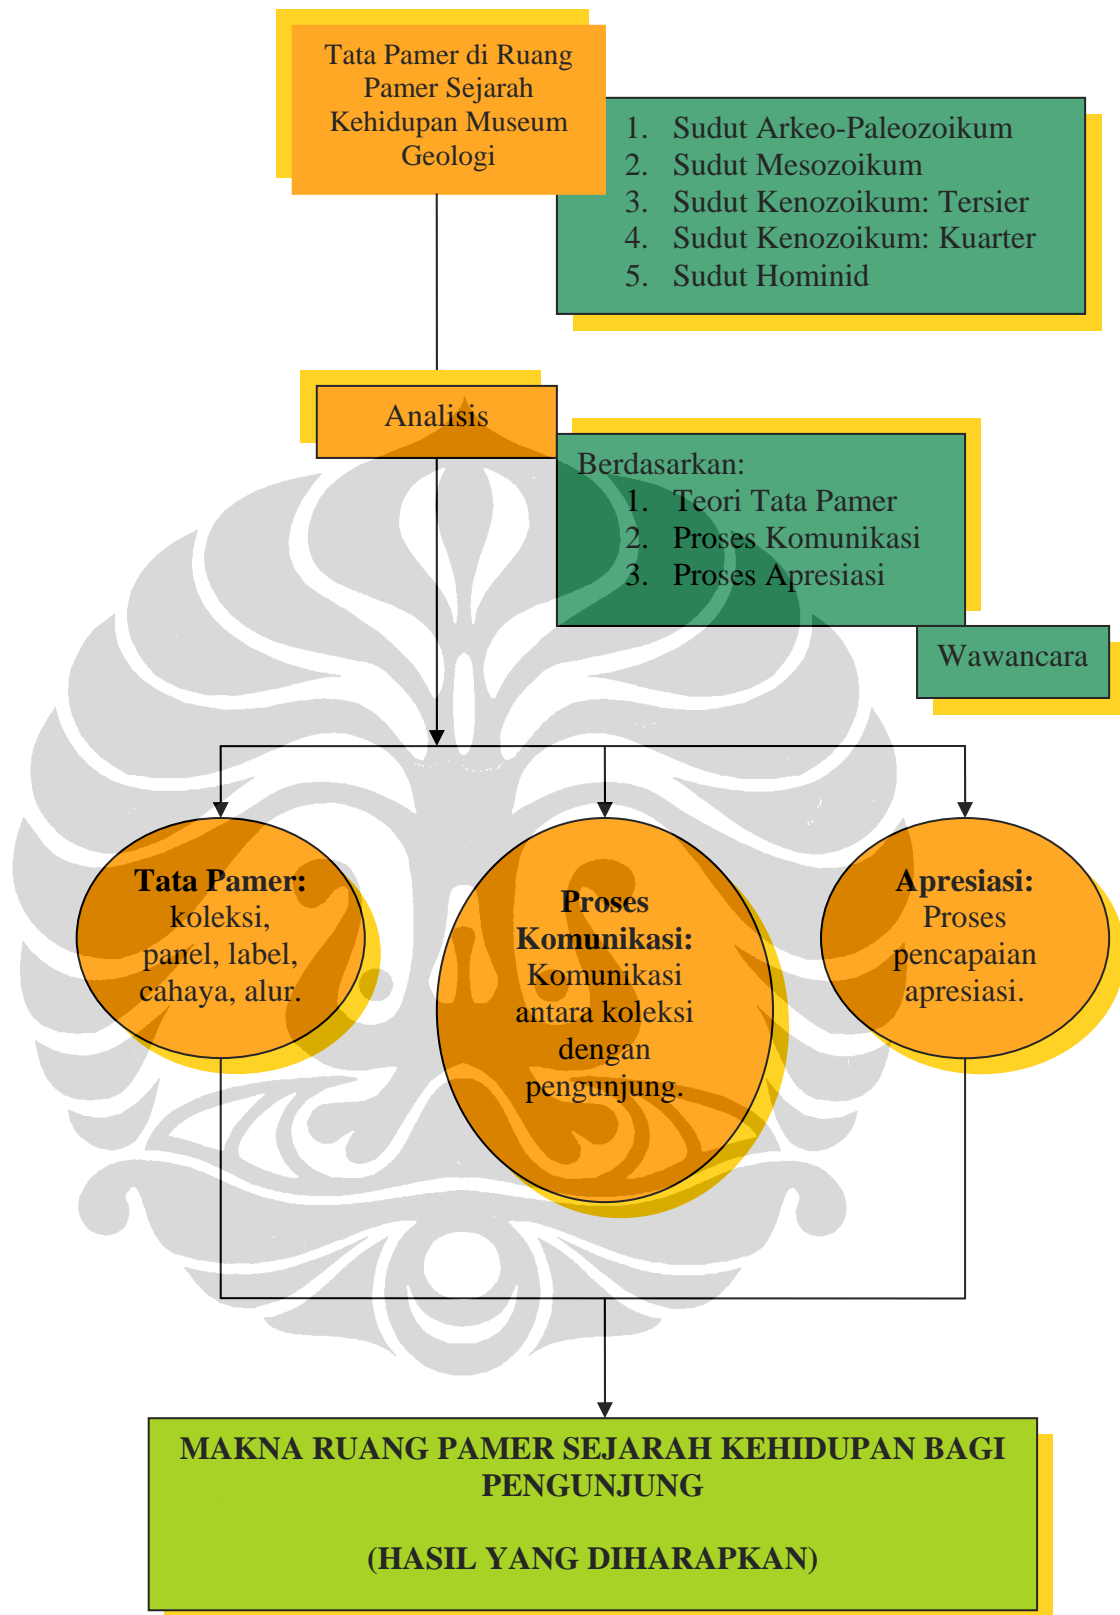 Tata Pamer di Ruang
Pamer Sejarah
Kehidupan Museum
Geologi
1. Sudut Arkeo-Paleozoikum
2. Sudut Mesozoikum
3. Sudut Kenozoikum: Tersier
4. Sudut Kenozoikum: Kuarter
5. Sudut Hominid
Analisis
Berdasarkan:
1. Teori Tata Pamer
2. Proses Komunikasi
3. Proses Apresiasi
Wawancara
Tata Pamer:
koleksi,
panel, label,
cahaya, alur.
Proses
Komunikasi:
Komunikasi
antara koleksi
dengan
pengunjung.
Apresiasi:
Proses
pencapaian
apresiasi.
MAKNA RUANG PAMER SEJARAH KEHIDUPAN BAGI
PENGUNJUNG
(HASIL YANG DIHARAPKAN)